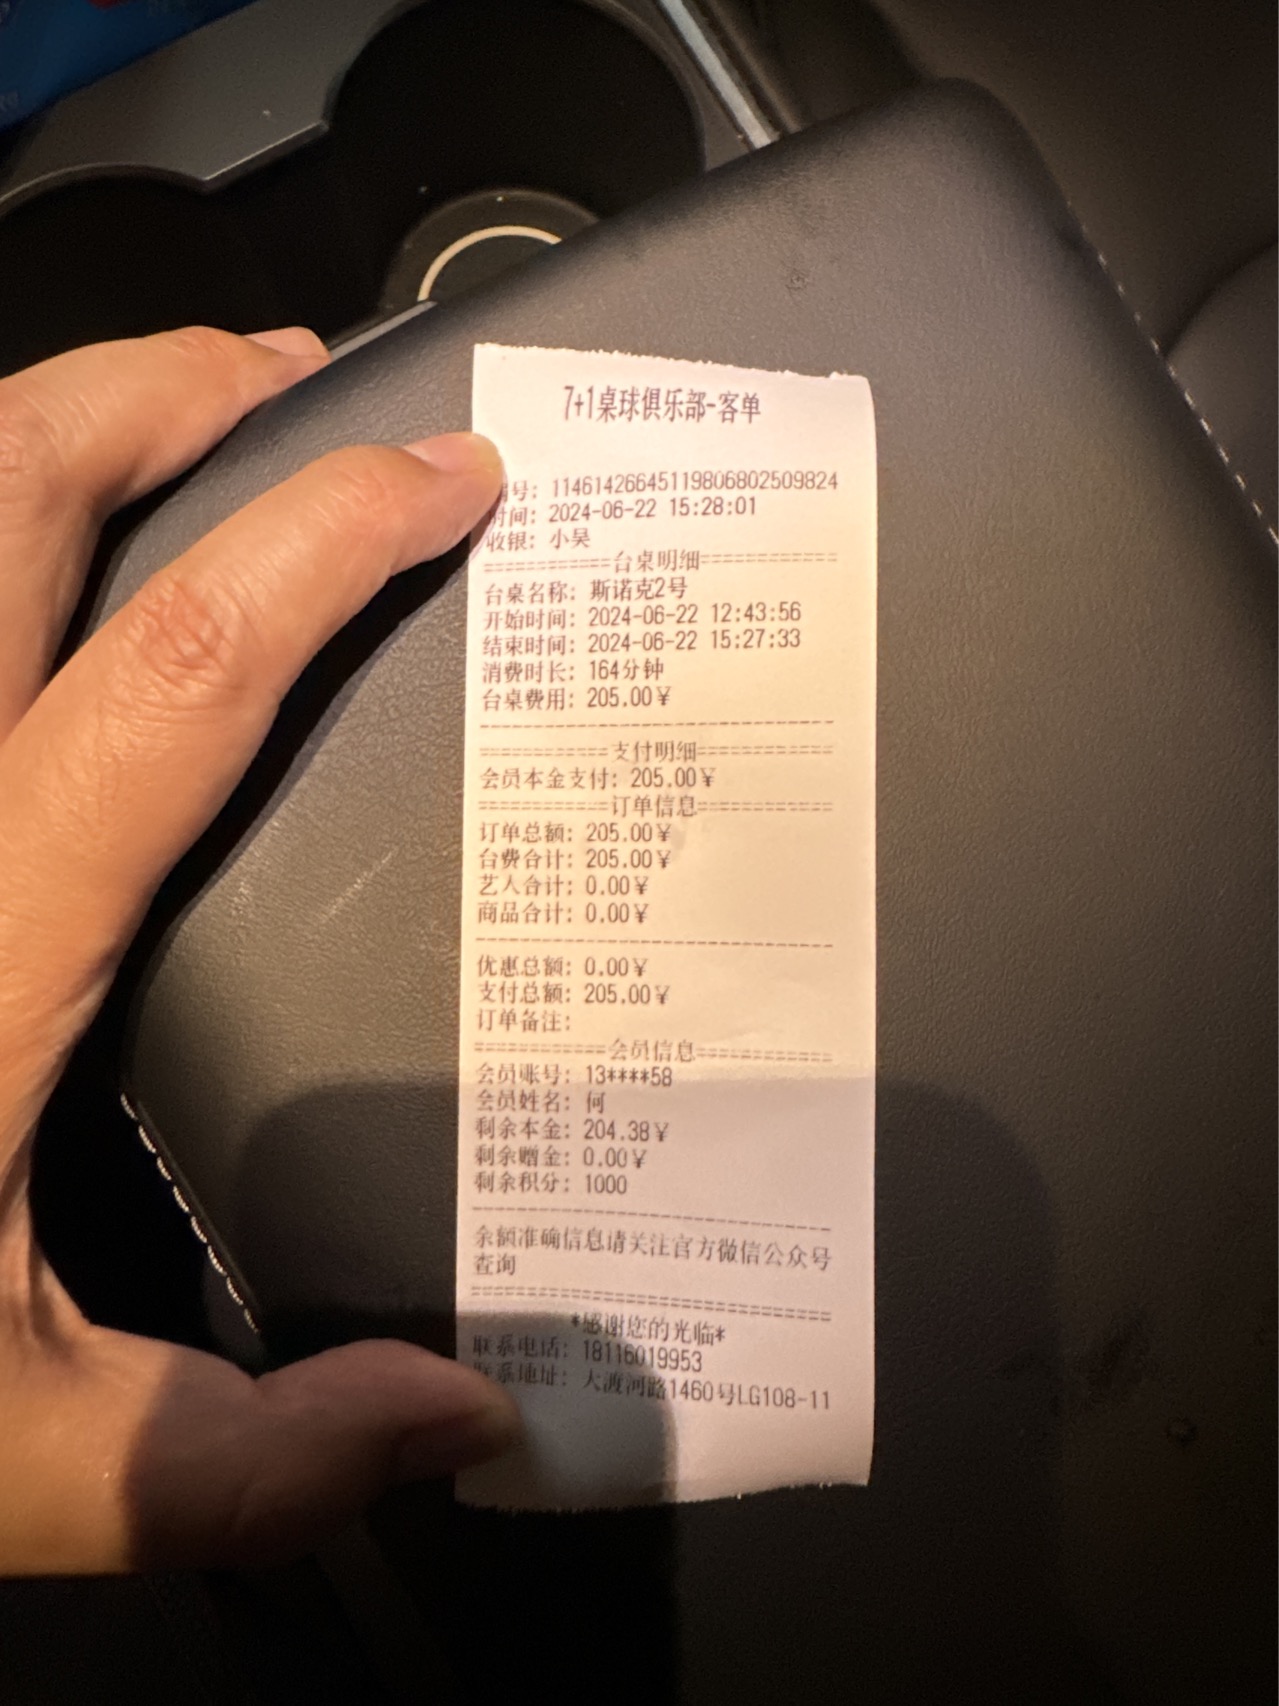 7+1桌球俱乐部-客单
号: 1146142664511980680250​9824
时间: 2024-06-22 15:28:01
收银: 小吴
============台桌明细=============
台桌名称: 斯诺克2号
开始时间: 2024-06-22 12:43:56
结束时间: 2024-06-22 15:27:33
消费时长: 164分钟
台桌费用: 205.00¥
---------------------------------
============支付明细=============
会员本金支付: 205.00¥
============订单信息=============
订单总额: 205.00¥
台费合计: 205.00¥
艺人合计: 0.00¥
商品合计: 0.00¥
---------------------------------
优惠总额: 0.00¥
支付总额: 205.00¥
订单备注:
============会员信息=============
会员账号: 13****58
会员姓名: 何
剩余本金: 204.38¥
剩余赠金: 0.00¥
剩余积分: 1000
---------------------------------
余额准确信息请关注官方微信公众号
查询
=================================
*感谢您的光临*
联系电话: 18116019953
联系地址: 大渡河路1460号LG108-11